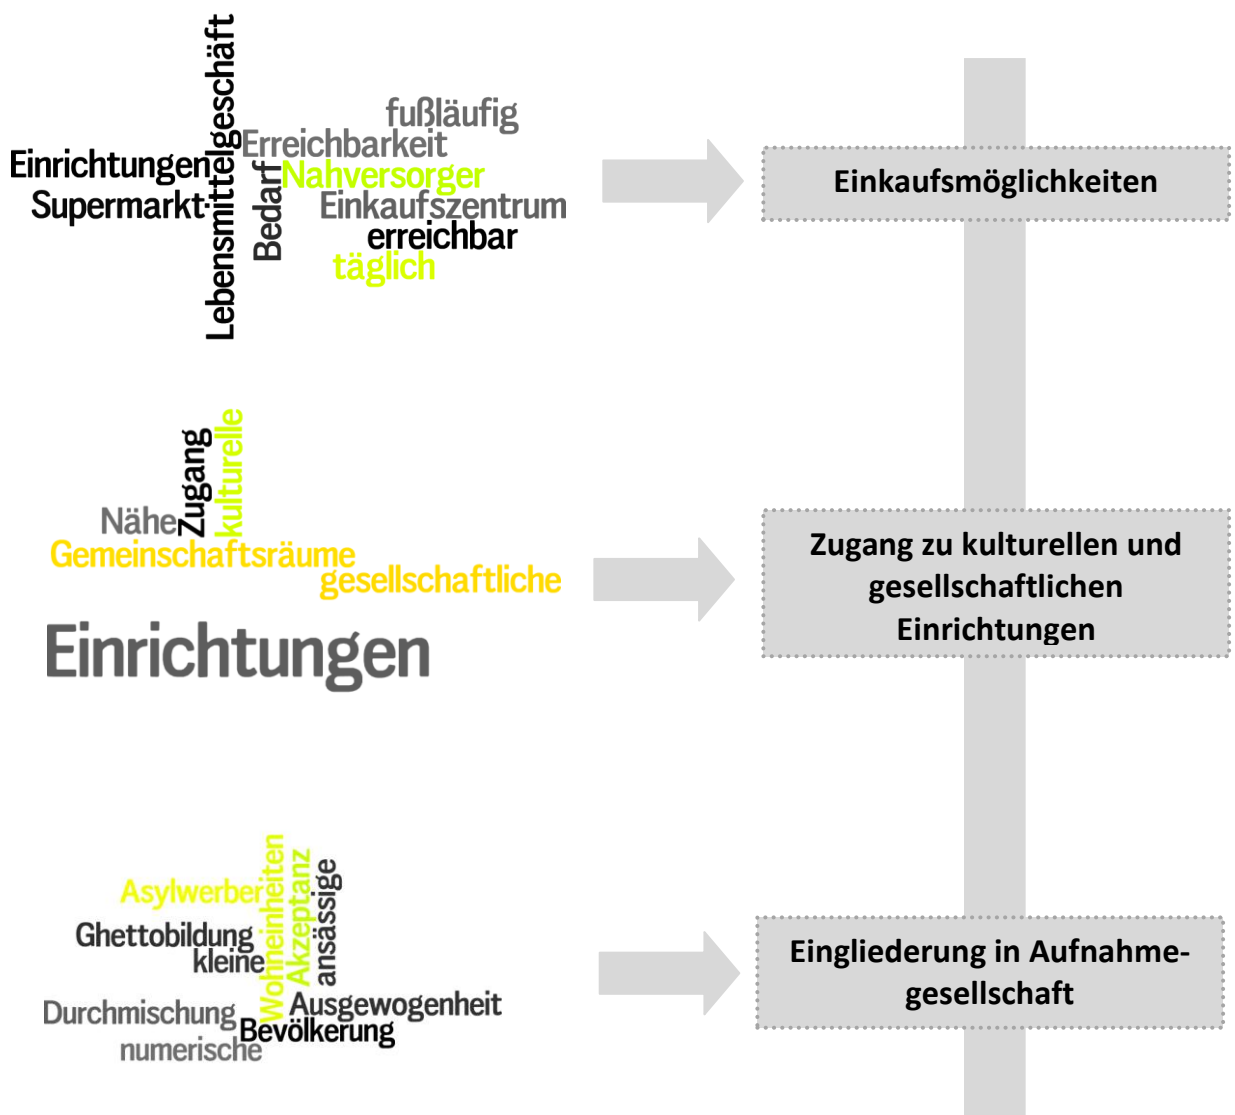 Lebensmittelgeschäft
fußläufig
Erreichbarkeit
Einrichtungen
Nahversorger
Bedarf
Supermarkt
Einkaufszentrum
erreichbar
täglich
Einkaufsmöglichkeiten
kulturelle
Zugang
Nähe
Gemeinschaftsräume
gesellschaftliche
Einrichtungen
Zugang zu kulturellen und
gesellschaftlichen
Einrichtungen
Wohneinheiten
Akzeptanz
ansässige
Asylwerber
Ghettobildung
kleine
Ausgewogenheit
Durchmischung
Bevölkerung
numerische
Eingliederung in Aufnahme-
gesellschaft